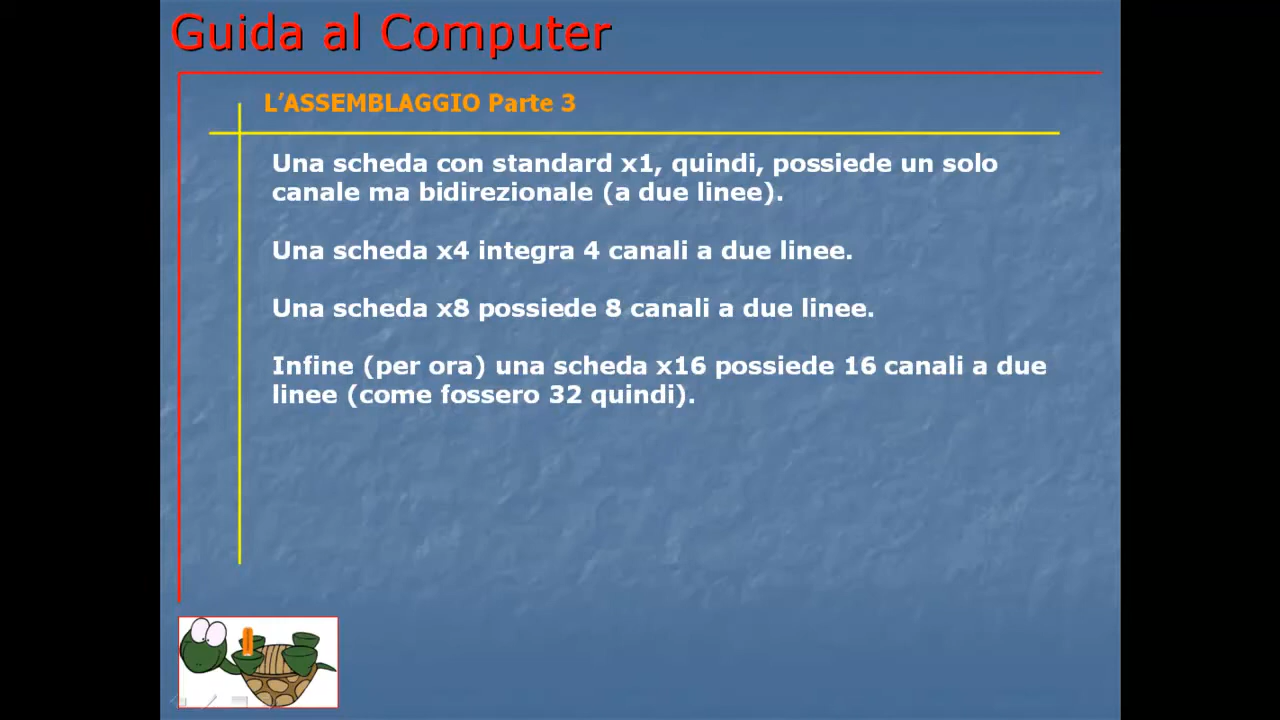 Guida al Computer
L'ASSEMBLAGGIO Parte 3
Una scheda con standard x1, quindi, possiede un solo
canale ma bidirezionale (a due linee).
Una scheda x4 integra 4 canali a due linee.
Una scheda x8 possiede 8 canali a due linee.
Infine (per ora) una scheda x16 possiede 16 canali a due
linee (come fossero 32 quindi).